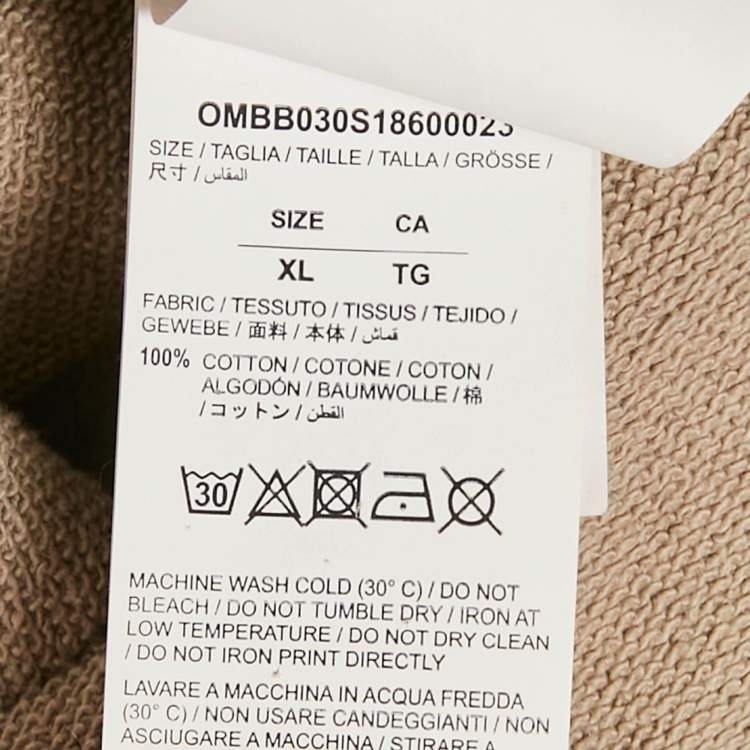 OMBB030S18600023
SIZE / TAGLIA / TAILLE / TALLA / GRÖSSE /
尺寸 / المقاس
SIZE CA
XL TG
FABRIC / TESSUTO / TISSUS / TEJIDO /
GEWEBE / 面料 / 本体 / قماش
100% COTTON / COTONE / COTON /
ALGODÓN / BAUMWOLLE / 棉
/ コットン / القطن
30
MACHINE WASH COLD (30° C) / DO NOT
BLEACH / DO NOT TUMBLE DRY / IRON AT
LOW TEMPERATURE / DO NOT DRY CLEAN
/ DO NOT IRON PRINT DIRECTLY
LAVARE A MACCHINA IN ACQUA FREDDA
(30° C) / NON USARE CANDEGGIANTI / NON
ASCIUGARE A MACCHINA / STIRARE A